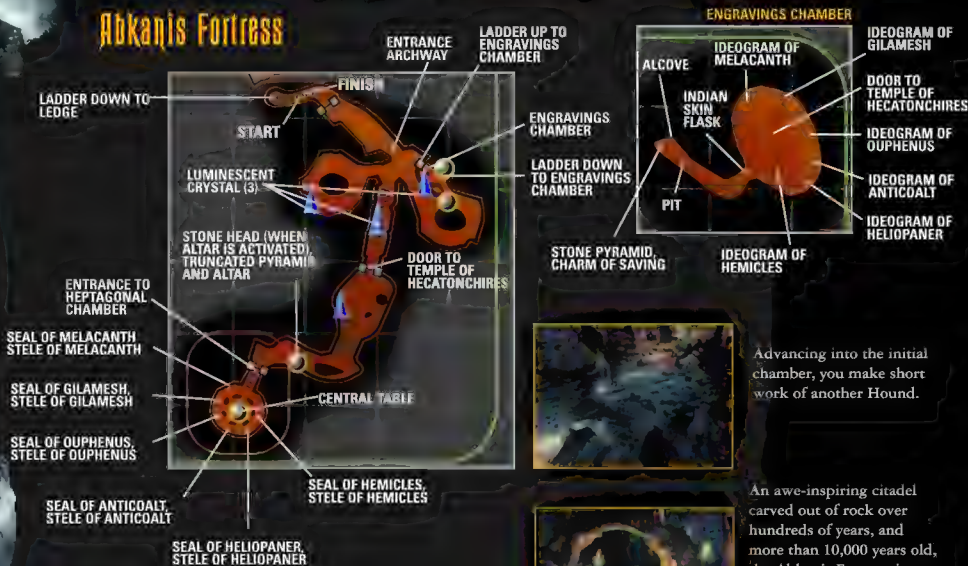 Abkanis Fortress
ENTRANCE
ARCHWAY
LADDER UP TO
ENGRAVINGS
CHAMBER
LADDER DOWN TO
LEDGE
FINISH
START
ENGRAVINGS
CHAMBER
LUMINESCENT
CRYSTAL (3)
LADDER DOWN
TO ENGRAVINGS
CHAMBER
STONE HEAD (WHEN
ALTAR IS ACTIVATED),
TRUNCATED PYRAMID
AND ALTAR
DOOR TO
TEMPLE OF
HECATONCHIRES
ENTRANCE TO
HEPTAGONAL
CHAMBER
SEAL OF MELACANTH
STELE OF MELACANTH
SEAL OF GILAMESH,
STELE OF GILAMESH
CENTRAL TABLE
SEAL OF OUPHENUS,
STELE OF OUPHENUS
SEAL OF HEMICLES,
STELE OF HEMICLES
SEAL OF ANTICOALT,
STELE OF ANTICOALT
SEAL OF HELIOPANER,
STELE OF HELIOPANER
ENGRAVINGS CHAMBER
IDEOGRAM OF
MELACANTH
IDEOGRAM OF
GILAMESH
ALCOVE
DOOR TO
TEMPLE OF
HECATONCHIRES
INDIAN
SKIN
FLASK
IDEOGRAM OF
OUPHENUS
IDEOGRAM OF
ANTICOALT
PIT
IDEOGRAM OF
HELIOPANER
STONE PYRAMID,
CHARM OF SAVING
IDEOGRAM OF
HEMICLES
Advancing into the initial
chamber, you make short
work of another Hound.
An awe-inspiring citadel
carved out of rock over
hundreds of years, and
more than 10,000 years old,